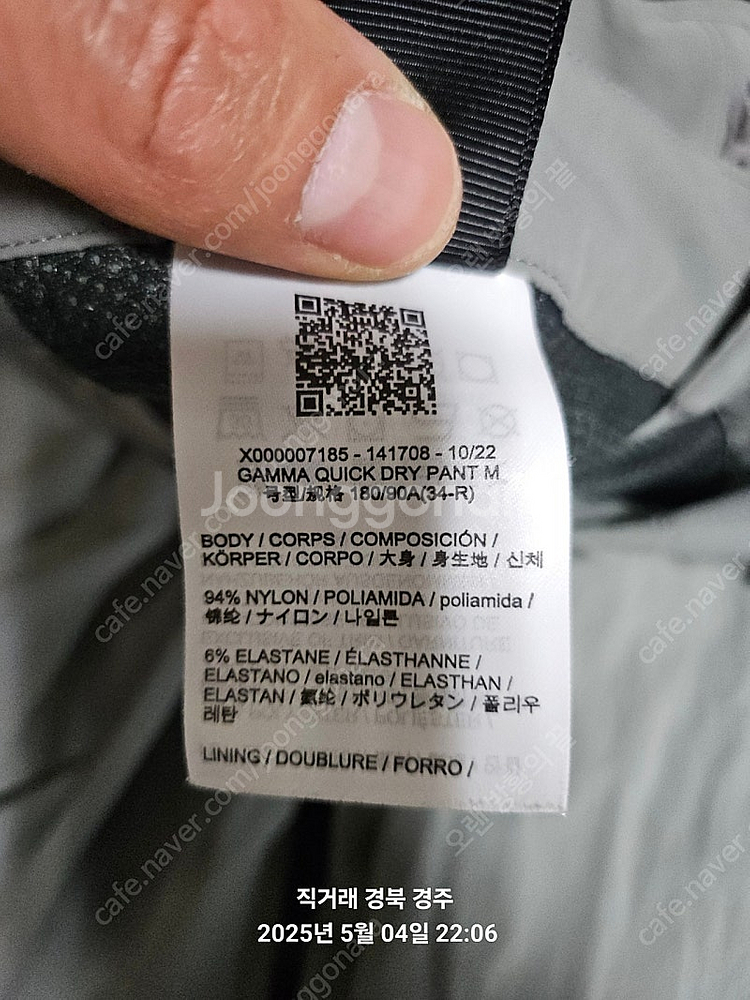 X000007185 - 141708 - 10/22
GAMMA QUICK DRY PANT M
号型/规格 180/90A(34-R)
BODY / CORPS / COMPOSICIÓN /
KÖRPER / CORPO / 大身 / 身生地 / 신체
94% NYLON / POLIAMIDA / poliamida /
锦纶 / ナイロン / 나일론
6% ELASTANE / ÉLASTHANNE /
ELASTANO / elastano / ELASTHAN /
ELASTAN / 氨纶 / ポリウレタン / 폴리우
레탄
LINING / DOUBLURE / FORRO /
직거래 경북 경주
2025년 5월 04일 22:06